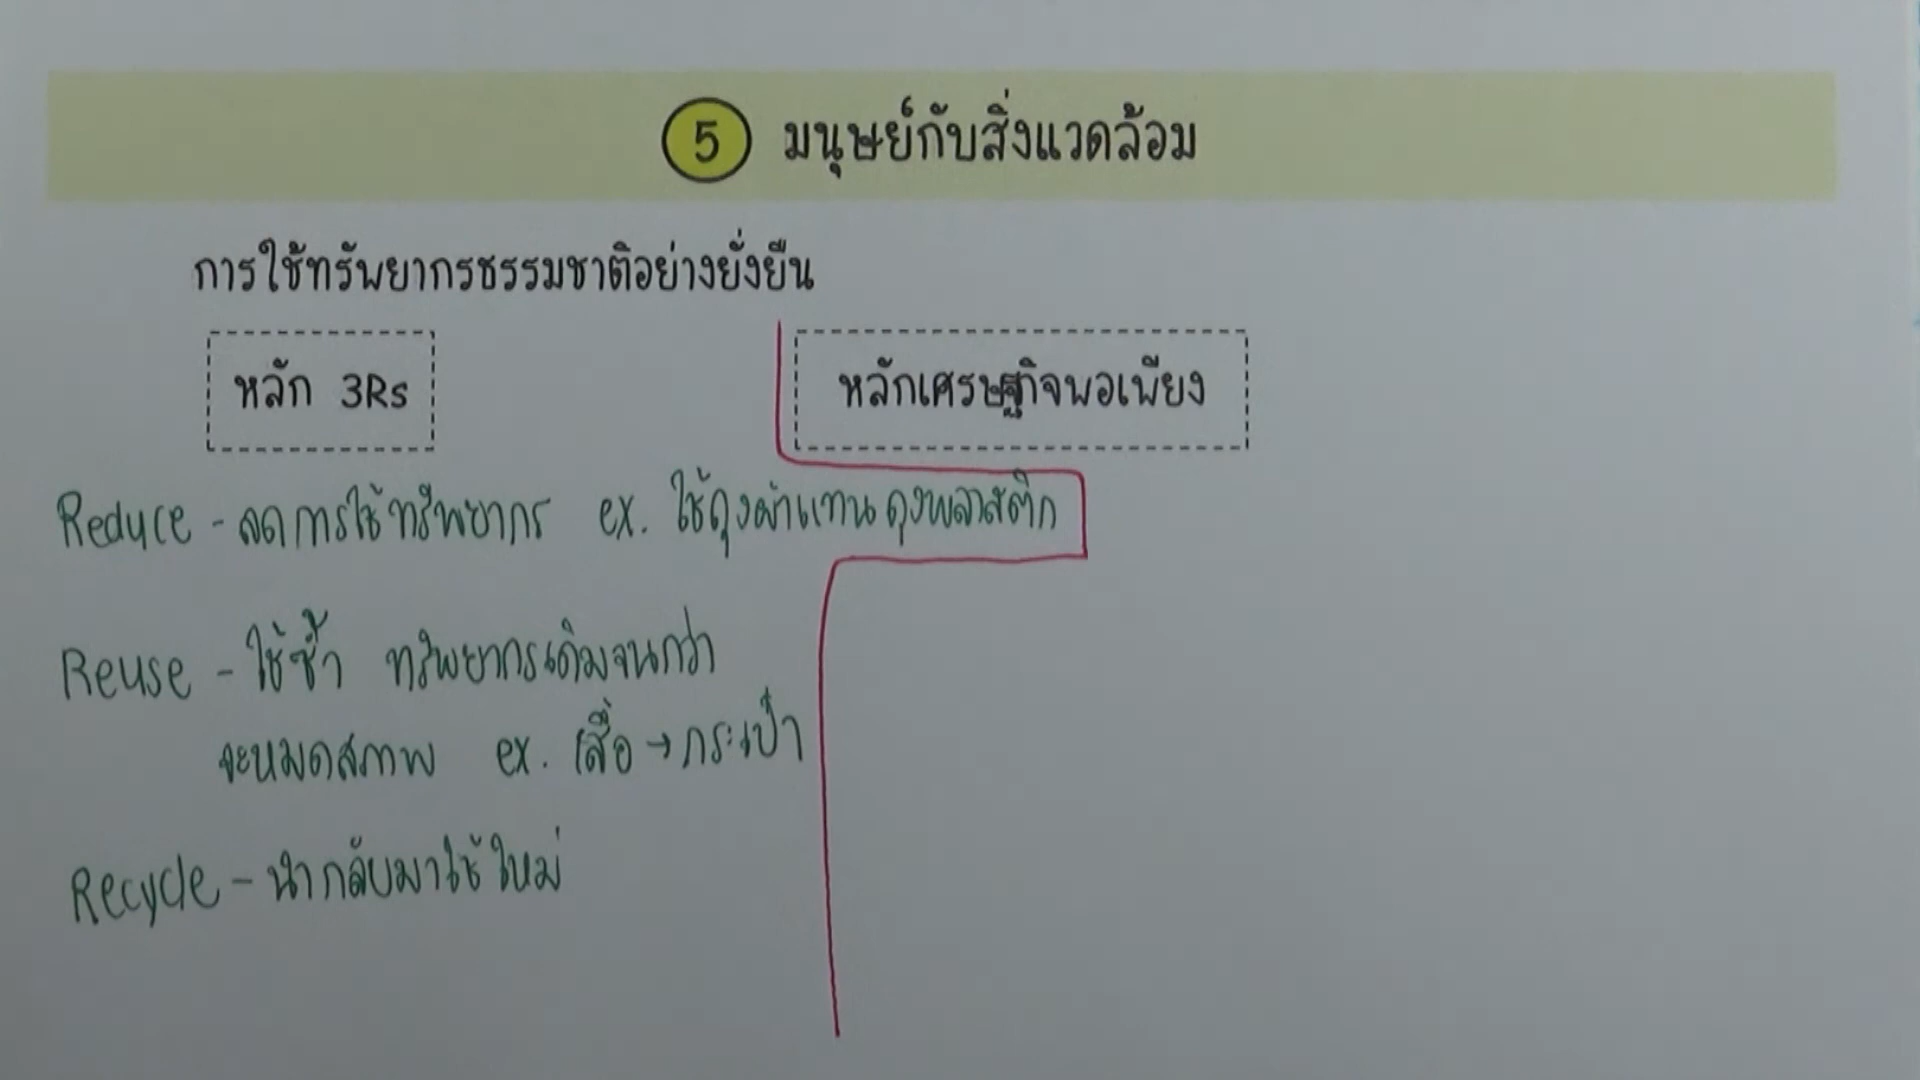 5 มนุษย์กับสิ่งแวดล้อม
การใช้ทรัพยากรธรรมชาติอย่างยั่งยืน
หลัก 3Rs
หลักเศรษฐกิจพอเพียง
Reduce - ลดการใช้ทรัพยากร ex. ใช้ถุงผ้าแทนถุงพลาสติก
Reuse - ใช้ซ้ำ ทรัพยากรเดิมจนกว่า
จะหมดสภาพ ex. เสื้อ → กระเป๋า
Recycle - นำกลับมาใช้ใหม่